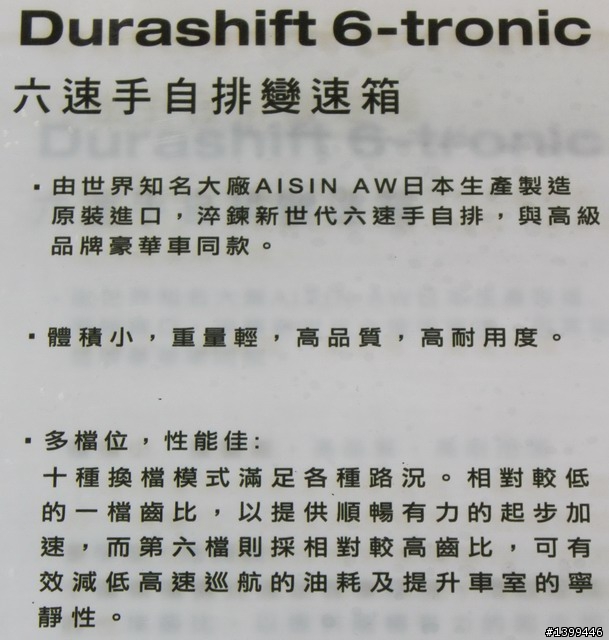 Durashift 6-tronic
六速手自排變速箱
▪ 由世界知名大廠AISIN AW日本生產製造
原裝進口，淬鍊新世代六速手自排，與高級
品牌豪華車同款。
▪ 體積小，重量輕，高品質，高耐用度。
▪ 多檔位，性能佳:
十種換檔模式滿足各種路況。相對較低
的一檔齒比，以提供順暢有力的起步加
速，而第六檔則採相對較高齒比，可有
效減低高速巡航的油耗及提升車室的寧
靜性。
#1399446